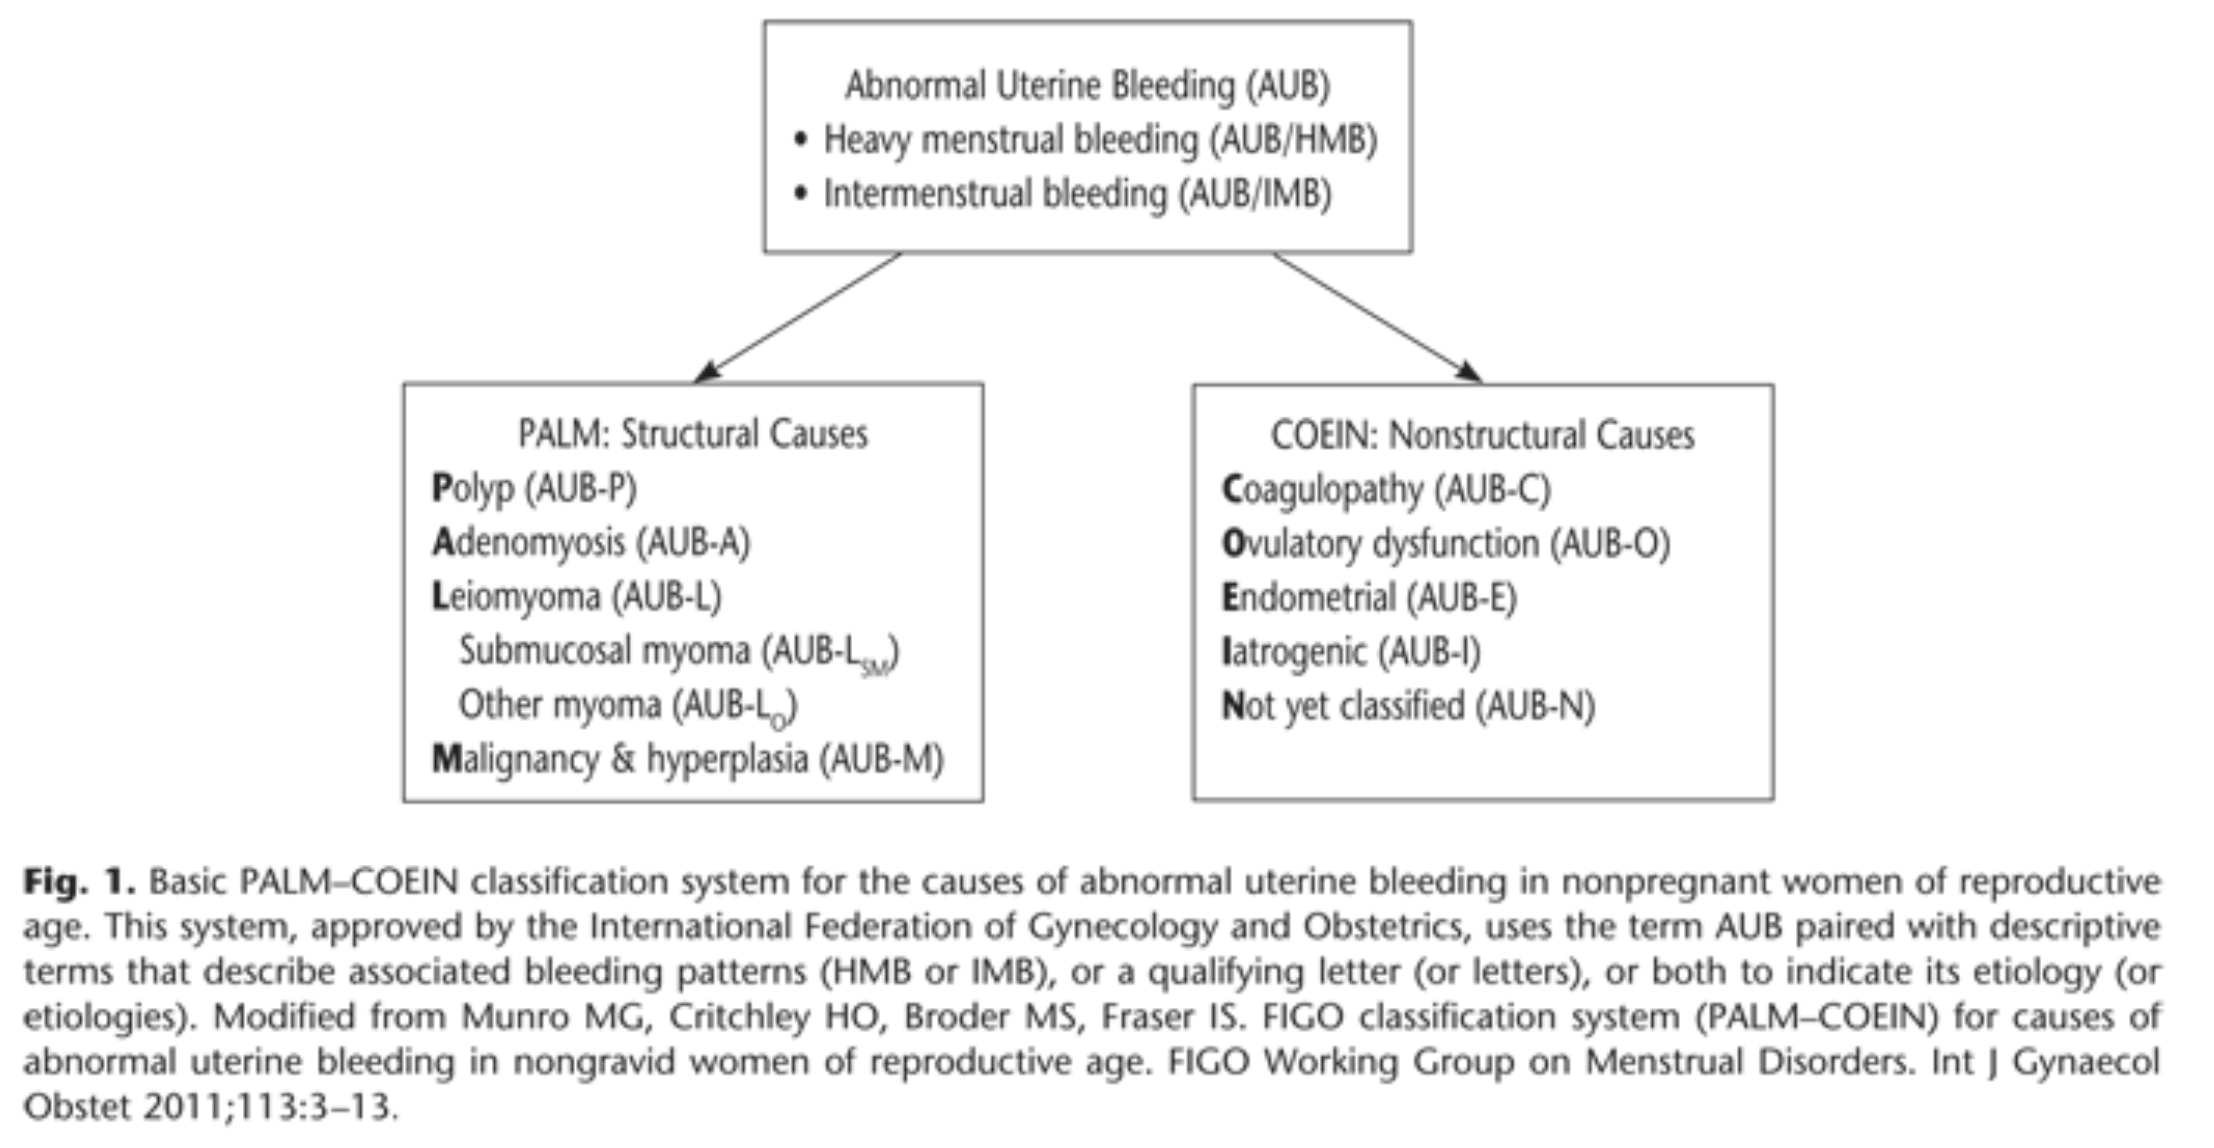 Abnormal Uterine Bleeding (AUB)
• Heavy menstrual bleeding (AUB/HMB)
• Intermenstrual bleeding (AUB/IMB)
PALM: Structural Causes
Polyp (AUB-P)
Adenomyosis (AUB-A)
Leiomyoma (AUB-L)
Submucosal myoma (AUB-LSM)
Other myoma (AUB-LO)
Malignancy & hyperplasia (AUB-M)
COEIN: Nonstructural Causes
Coagulopathy (AUB-C)
Ovulatory dysfunction (AUB-O)
Endometrial (AUB-E)
Iatrogenic (AUB-I)
Not yet classified (AUB-N)
Fig. 1. Basic PALM–COEIN classification system for the causes of abnormal uterine bleeding in nonpregnant women of reproductive
age. This system, approved by the International Federation of Gynecology and Obstetrics, uses the term AUB paired with descriptive
terms that describe associated bleeding patterns (HMB or IMB), or a qualifying letter (or letters), or both to indicate its etiology (or
etiologies). Modified from Munro MG, Critchley HO, Broder MS, Fraser IS. FIGO classification system (PALM–COEIN) for causes of
abnormal uterine bleeding in nongravid women of reproductive age. FIGO Working Group on Menstrual Disorders. Int J Gynaecol
Obstet 2011;113:3–13.